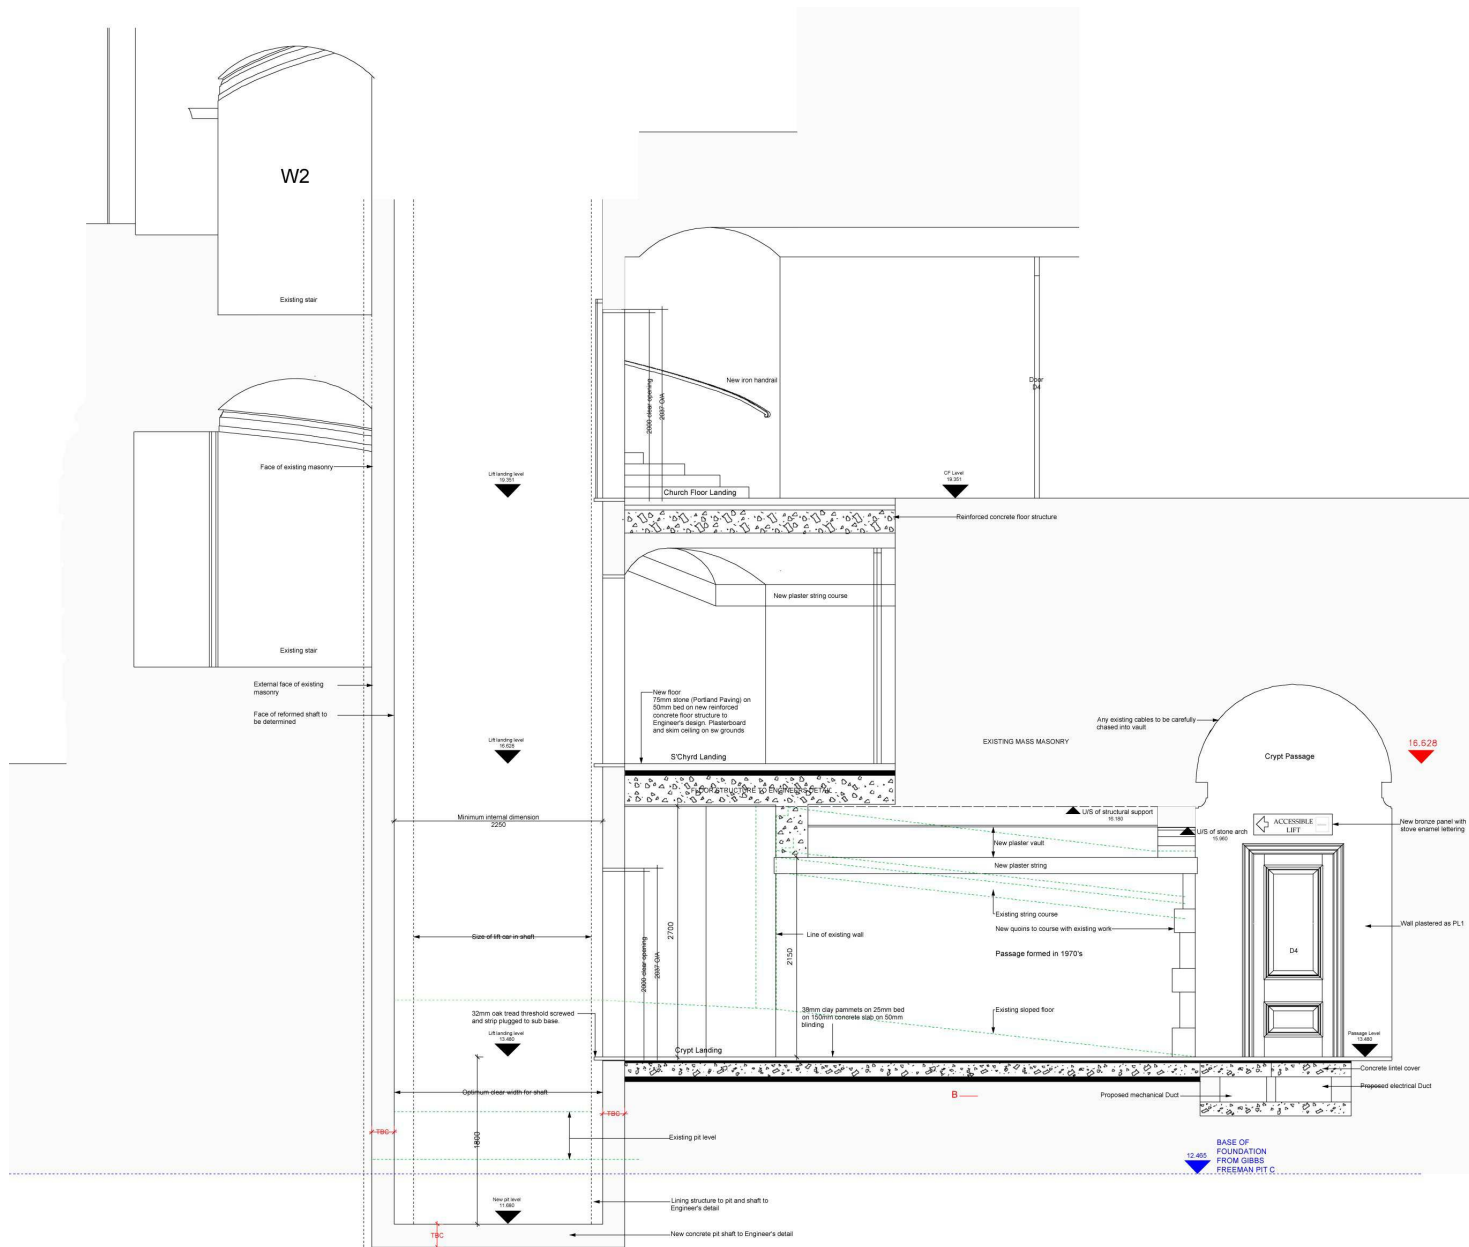 W2
Existing stair
New iron handrail
Door
D4
2000 clear opening
2037 O/A
Face of existing masonry
Lift landing level
19.351
CF Level
19.351
Church Floor Landing
Reinforced concrete floor structure
New plaster string course
Existing stair
External face of existing
masonry
Face of reformed shaft to
be determined
New floor
75mm stone (Portland Paving) on
50mm bed on new reinforced
concrete floor structure to
Engineer's design. Plasterboard
and skim ceiling on sw grounds
Any existing cables to be carefully
chased into vault
Lift landing level
16.628
EXISTING MASS MASONRY
16.628
Crypt Passage
S'Chyrd Landing
FLOOR STRUCTURE TO ENGINEERS DETAIL
Minimum internal dimension
2250
U/S of structural support
16.180
U/S of stone arch
15.960
ACCESSIBLE
LIFT
New bronze panel with
stove enamel lettering
New plaster vault
New plaster string
Existing string course
New quoins to course with existing work
Wall plastered as PL1
Size of lift car in shaft
2000 clear opening
2037 O/A
2700
Line of existing wall
2150
Passage formed in 1970's
D4
32mm oak tread threshold screwed
and strip plugged to sub base.
38mm clay pammets on 25mm bed
on 150mm concrete slab on 50mm
blinding
Existing sloped floor
Lift landing level
13.480
Crypt Landing
Passage Level
13.480
Concrete lintel cover
Optimum clear width for shaft
B
Proposed mechanical Duct
Proposed electrical Duct
TBC
TBC
1800
Existing pit level
12.465
BASE OF
FOUNDATION
FROM GIBBS
FREEMAN PIT C
New pit level
11.680
Lining structure to pit and shaft to
Engineer's detail
TBC
New concrete pit shaft to Engineer's detail